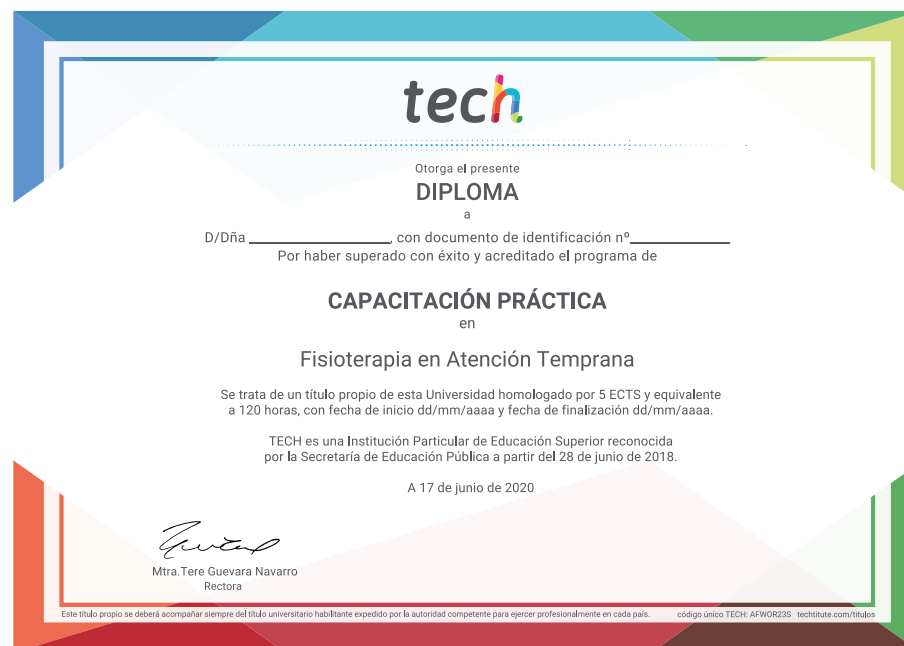 tech
Otorga el presente
DIPLOMA
a
D/Dña ____________________, con documento de identificación nº______________
Por haber superado con éxito y acreditado el programa de
CAPACITACIÓN PRÁCTICA
en
Fisioterapia en Atención Temprana
Se trata de un título propio de esta Universidad homologado por 5 ECTS y equivalente
a 120 horas, con fecha de inicio dd/mm/aaaa y fecha de finalización dd/mm/aaaa.
TECH es una Institución Particular de Educación Superior reconocida
por la Secretaría de Educación Pública a partir del 28 de junio de 2018.
A 17 de junio de 2020
Mtra.Tere Guevara Navarro
Rectora
Este título propio se deberá acompañar siempre del título universitario habilitante expedido por la autoridad competente para ejercer profesionalmente en cada país. código único TECH: AFWOR23S techtitute.com/títulos